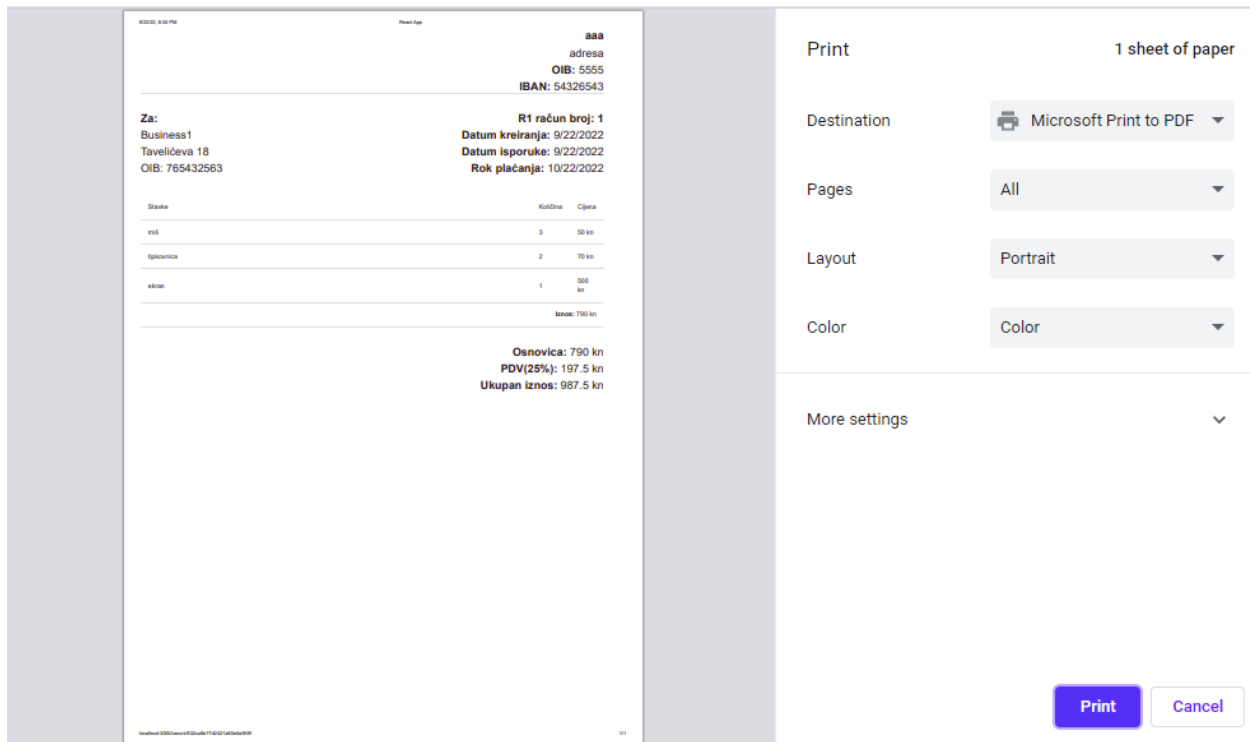 9/22/22, 8:34 PM React App
aaa
adresa
OIB: 5555
IBAN: 54326543
Za:
Business1
Tavelićeva 18
OIB: 765432563
R1 račun broj: 1
Datum kreiranja: 9/22/2022
Datum isporuke: 9/22/2022
Rok plaćanja: 10/22/2022
Stavke Količina Cijena
miš 3 50 kn
tipkovnica 2 70 kn
ekran 1 500
kn
Iznos: 790 kn
Osnovica: 790 kn
PDV(25%): 197.5 kn
Ukupan iznos: 987.5 kn
1/1
Print 1 sheet of paper
Destination Microsoft Print to PDF
Pages All
Layout Portrait
Color Color
More settings
Print Cancel